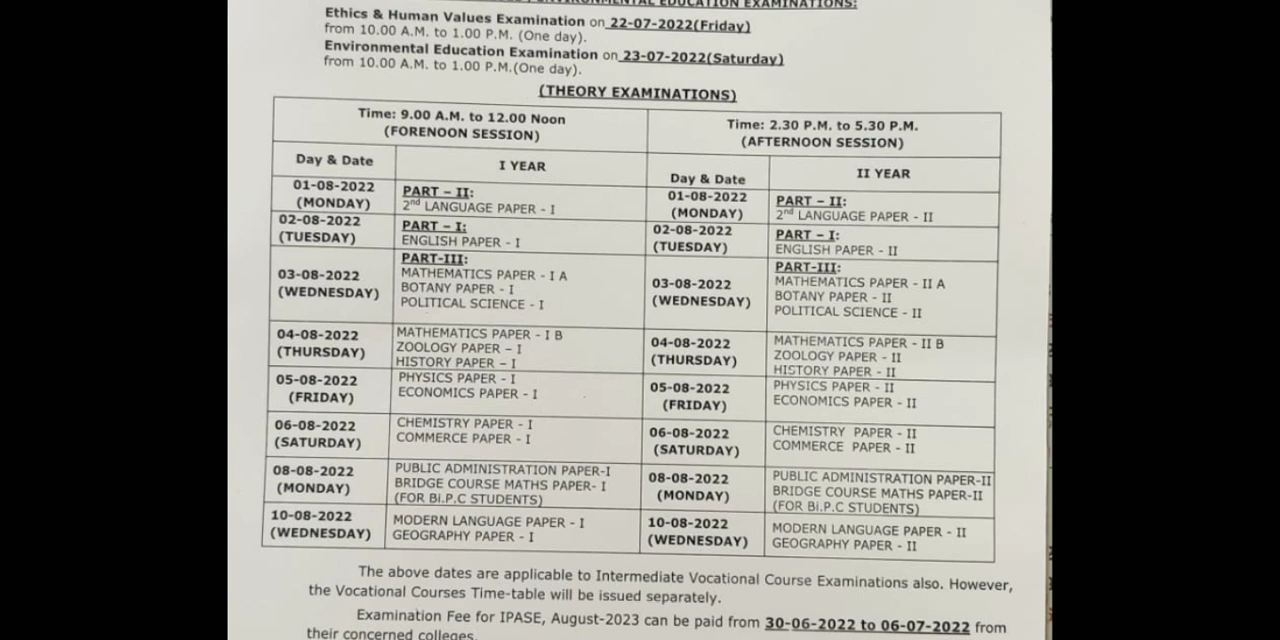 ENVIRONMENTAL EDUCATION EXAMINATIONS:
Ethics & Human Values Examination on 22-07-2022(Friday)
from 10.00 A.M. to 1.00 P.M. (One day).
Environmental Education Examination on 23-07-2022(Saturday)
from 10.00 A.M. to 1.00 P.M.(One day).
(THEORY EXAMINATIONS)
Time: 9.00 A.M. to 12.00 Noon
(FORENOON SESSION)
Time: 2.30 P.M. to 5.30 P.M.
(AFTERNOON SESSION)
Day & Date
I YEAR
Day & Date
II YEAR
01-08-2022
(MONDAY)
PART – II:
2nd LANGUAGE PAPER - I
01-08-2022
(MONDAY)
PART – II:
2nd LANGUAGE PAPER - II
02-08-2022
(TUESDAY)
PART – I:
ENGLISH PAPER - I
02-08-2022
(TUESDAY)
PART – I:
ENGLISH PAPER - II
03-08-2022
(WEDNESDAY)
PART-III:
MATHEMATICS PAPER - I A
BOTANY PAPER - I
POLITICAL SCIENCE - I
03-08-2022
(WEDNESDAY)
PART-III:
MATHEMATICS PAPER - II A
BOTANY PAPER - II
POLITICAL SCIENCE - II
04-08-2022
(THURSDAY)
MATHEMATICS PAPER - I B
ZOOLOGY PAPER – I
HISTORY PAPER – I
04-08-2022
(THURSDAY)
MATHEMATICS PAPER - II B
ZOOLOGY PAPER - II
HISTORY PAPER - II
05-08-2022
(FRIDAY)
PHYSICS PAPER - I
ECONOMICS PAPER - I
05-08-2022
(FRIDAY)
PHYSICS PAPER - II
ECONOMICS PAPER - II
06-08-2022
(SATURDAY)
CHEMISTRY PAPER - I
COMMERCE PAPER - I
06-08-2022
(SATURDAY)
CHEMISTRY PAPER - II
COMMERCE PAPER - II
08-08-2022
(MONDAY)
PUBLIC ADMINISTRATION PAPER-I
BRIDGE COURSE MATHS PAPER- I
(FOR Bi.P.C STUDENTS)
08-08-2022
(MONDAY)
PUBLIC ADMINISTRATION PAPER-II
BRIDGE COURSE MATHS PAPER-II
(FOR Bi.P.C STUDENTS)
10-08-2022
(WEDNESDAY)
MODERN LANGUAGE PAPER - I
GEOGRAPHY PAPER - I
10-08-2022
(WEDNESDAY)
MODERN LANGUAGE PAPER - II
GEOGRAPHY PAPER - II
The above dates are applicable to Intermediate Vocational Course Examinations also. However,
the Vocational Courses Time-table will be issued separately.
Examination Fee for IPASE, August-2023 can be paid from 30-06-2022 to 06-07-2022 from
their concerned colleges.